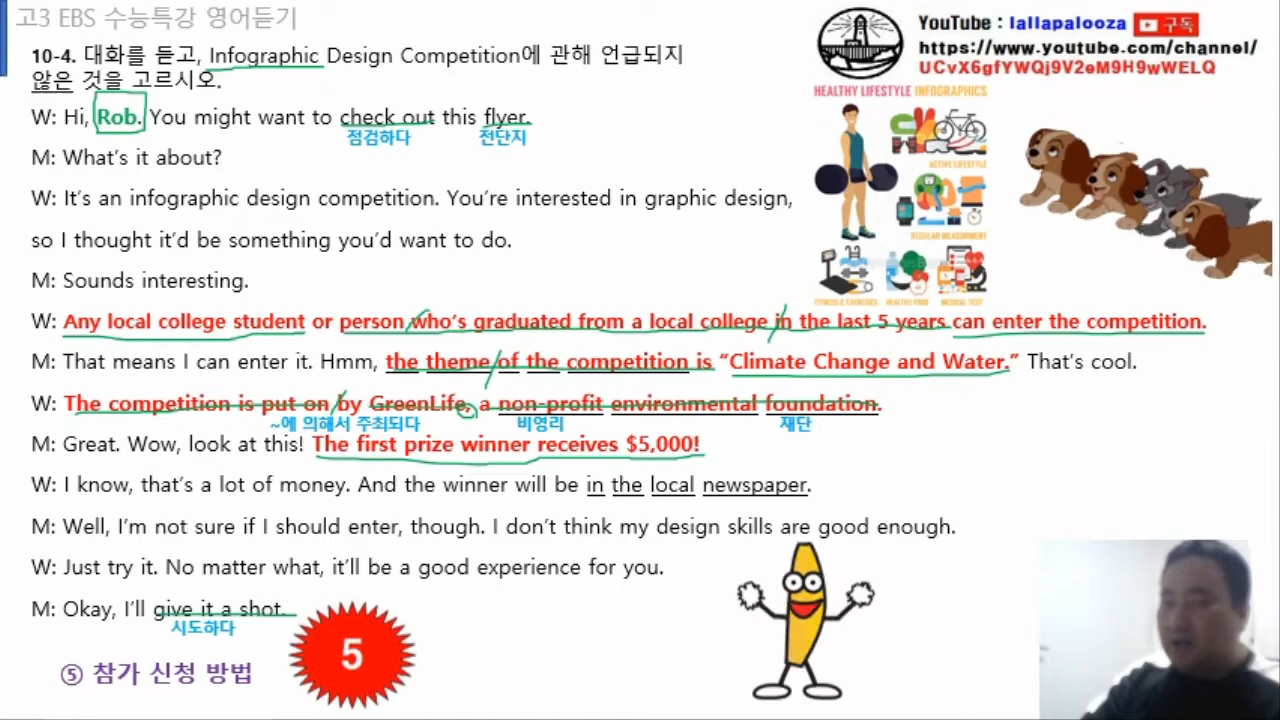 고3 EBS 수능특강 영어듣기
YouTube : lallapalooza 구독
https://www.youtube.com/channel/
UCvX6gfYWQj9V2eM9H9wWELQ
10-4. 대화를 듣고, Infographic Design Competition에 관해 언급되지
않은 것을 고르시오.
HEALTHY LIFESTYLE INFOGRAPHICS
ACTIVE LIFESTYLE
REGULAR MEASURMENT
FITNESS & EXERCISES HEALTHY FOOD MEDICAL TEST
W: Hi, Rob. You might want to check out this flyer.
점검하다 전단지
M: What's it about?
W: It's an infographic design competition. You're interested in graphic design,
so I thought it'd be something you'd want to do.
M: Sounds interesting.
W: Any local college student or person who's graduated from a local college in the last 5 years can enter the competition.
M: That means I can enter it. Hmm, the theme of the competition is “Climate Change and Water.” That's cool.
W: The competition is put on by GreenLife, a non-profit environmental foundation.
~에 의해서 주최되다 비영리 재단
M: Great. Wow, look at this! The first prize winner receives $5,000!
W: I know, that's a lot of money. And the winner will be in the local newspaper.
M: Well, I'm not sure if I should enter, though. I don't think my design skills are good enough.
W: Just try it. No matter what, it'll be a good experience for you.
M: Okay, I'll give it a shot.
시도하다
5
⑤ 참가 신청 방법